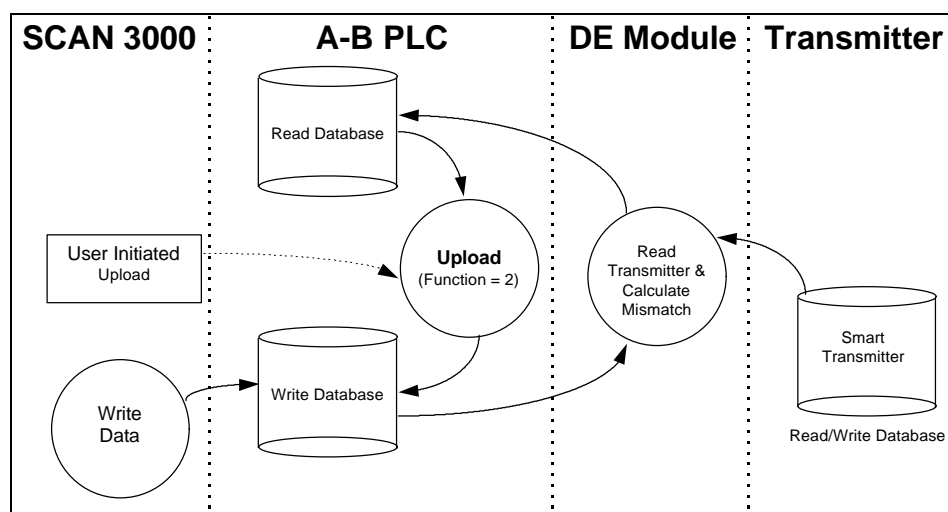 SCAN 3000
A-B PLC
DE Module
Transmitter
Read Database
User Initiated
Upload
Upload
(Function = 2)
Read
Transmitter &
Calculate
Mismatch
Smart
Transmitter
Write
Data
Write Database
Read/Write Database